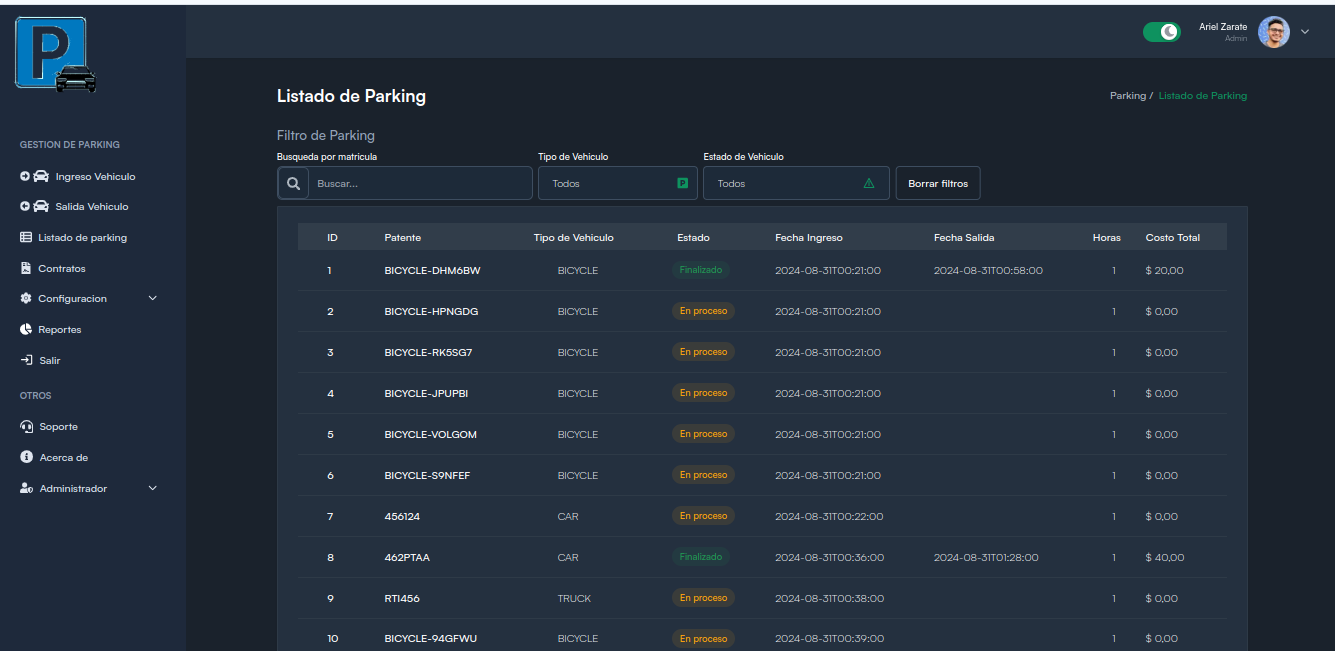 P
Ariel Zarate
Admin
GESTION DE PARKING
Ingreso Vehiculo
Salida Vehiculo
Listado de parking
Contratos
Configuracion
Reportes
Salir
OTROS
Soporte
Acerca de
Administrador
Listado de Parking
Parking / Listado de Parking
Filtro de Parking
Busqueda por matricula Tipo de Vehiculo Estado de Vehiculo
Buscar... Todos P Todos Borrar filtros
ID Patente Tipo de Vehiculo Estado Fecha Ingreso Fecha Salida Horas Costo Total
1 BICYCLE-DHM6BW BICYCLE Finalizado 2024-08-31T00:21:00 2024-08-31T00:58:00 1 $ 20,00
2 BICYCLE-HPNGDG BICYCLE En proceso 2024-08-31T00:21:00 1 $ 0,00
3 BICYCLE-RK5SG7 BICYCLE En proceso 2024-08-31T00:21:00 1 $ 0,00
4 BICYCLE-JPUPBI BICYCLE En proceso 2024-08-31T00:21:00 1 $ 0,00
5 BICYCLE-VOLGOM BICYCLE En proceso 2024-08-31T00:21:00 1 $ 0,00
6 BICYCLE-S9NFEF BICYCLE En proceso 2024-08-31T00:21:00 1 $ 0,00
7 456124 CAR En proceso 2024-08-31T00:22:00 1 $ 0,00
8 462PTAA CAR Finalizado 2024-08-31T00:36:00 2024-08-31T01:28:00 1 $ 40,00
9 RTI456 TRUCK En proceso 2024-08-31T00:38:00 1 $ 0,00
10 BICYCLE-94GFWU BICYCLE En proceso 2024-08-31T00:39:00 1 $ 0,00